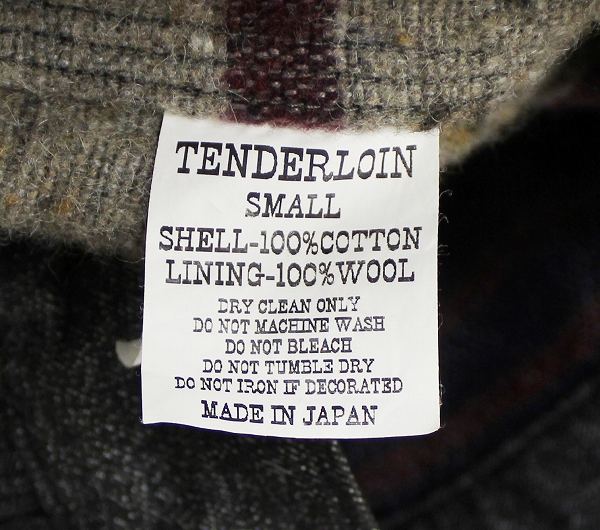 TENDERLOIN
SMALL
SHELL-100%COTTON
LINING-100%WOOL
DRY CLEAN ONLY
DO NOT MACHINE WASH
DO NOT BLEACH
DO NOT TUMBLE DRY
DO NOT IRON IF DECORATED
MADE IN JAPAN